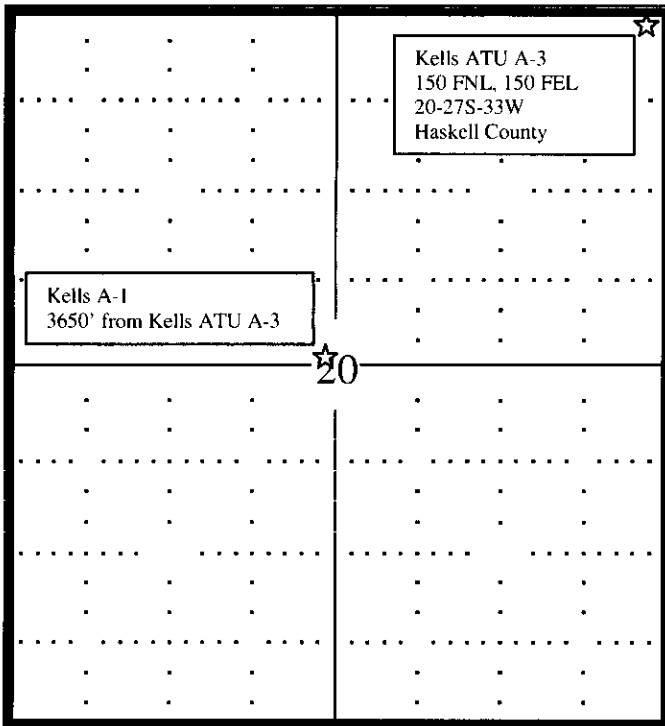 Kells ATU A-3
150 FNL, 150 FEL
20-27S-33W
Haskell County
Kells A-1
3650' from Kells ATU A-3
20